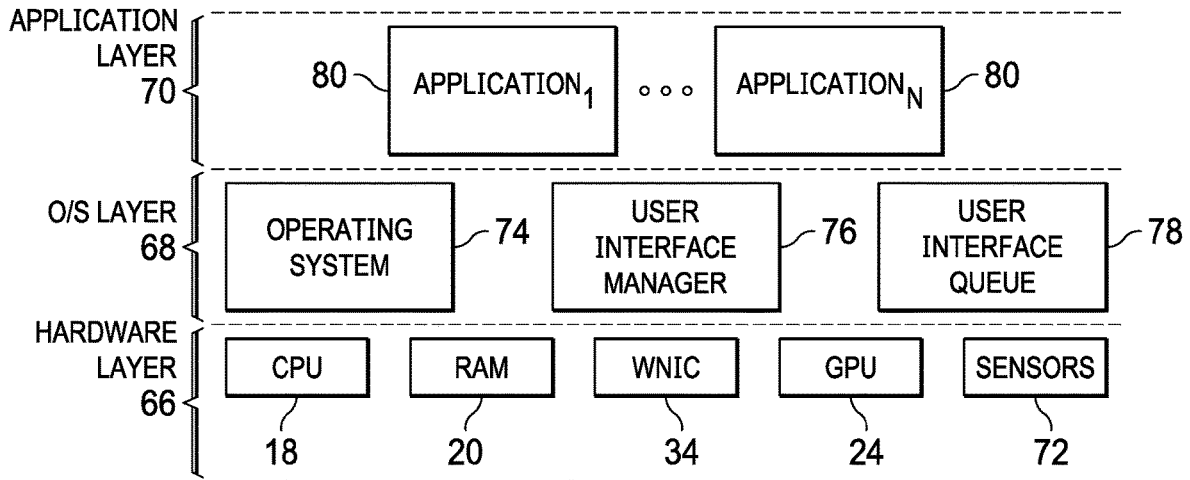 APPLICATION
LAYER
70
80
APPLICATION1
APPLICATIONN
80
O/S LAYER
68
OPERATING
SYSTEM
74
USER
INTERFACE
MANAGER
76
USER
INTERFACE
QUEUE
78
HARDWARE
LAYER
66
CPU
RAM
WNIC
GPU
SENSORS
18
20
34
24
72